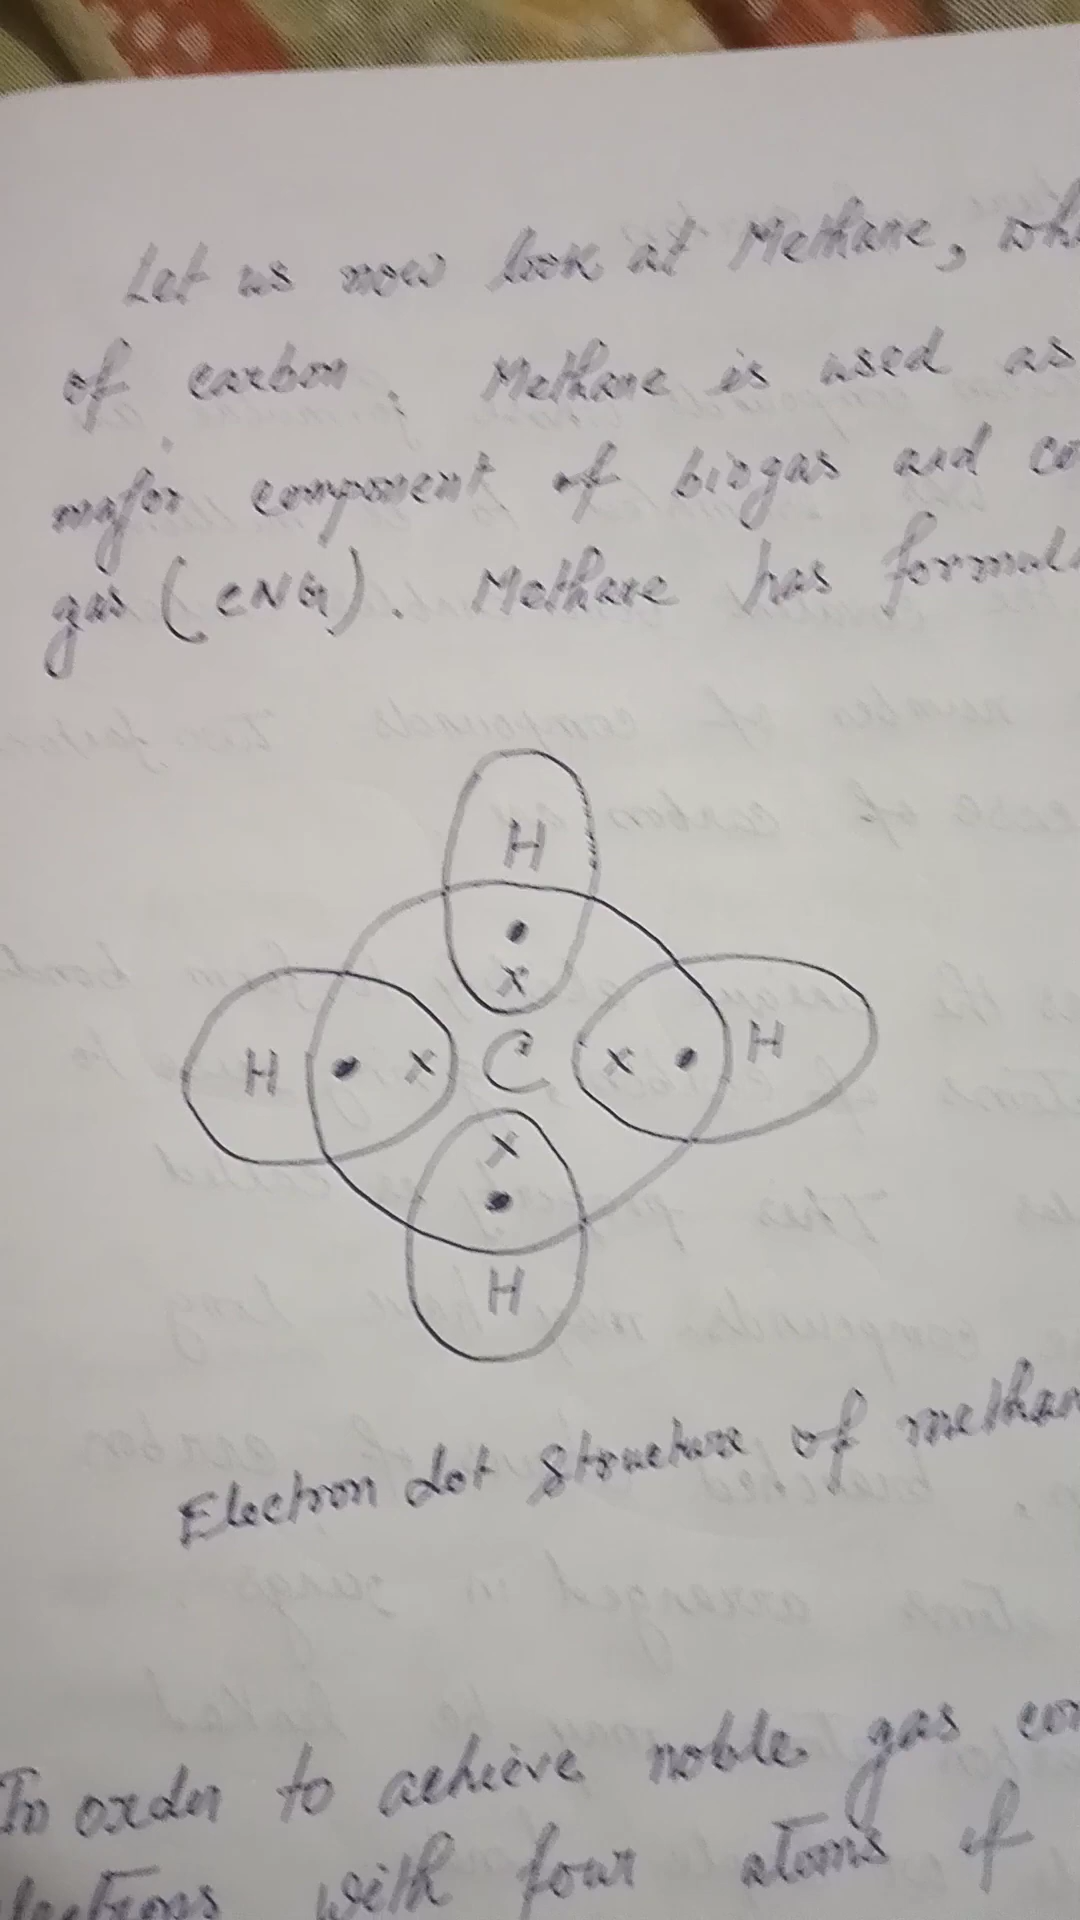 Let us now look at Methane,
of carbon. Methane is used as
major component of biogas and
gas (CNG). Methane has
H
•
x
H • x C x • H
x
•
H
Electron dot structure of
In order to achieve noble gas
with four atoms of